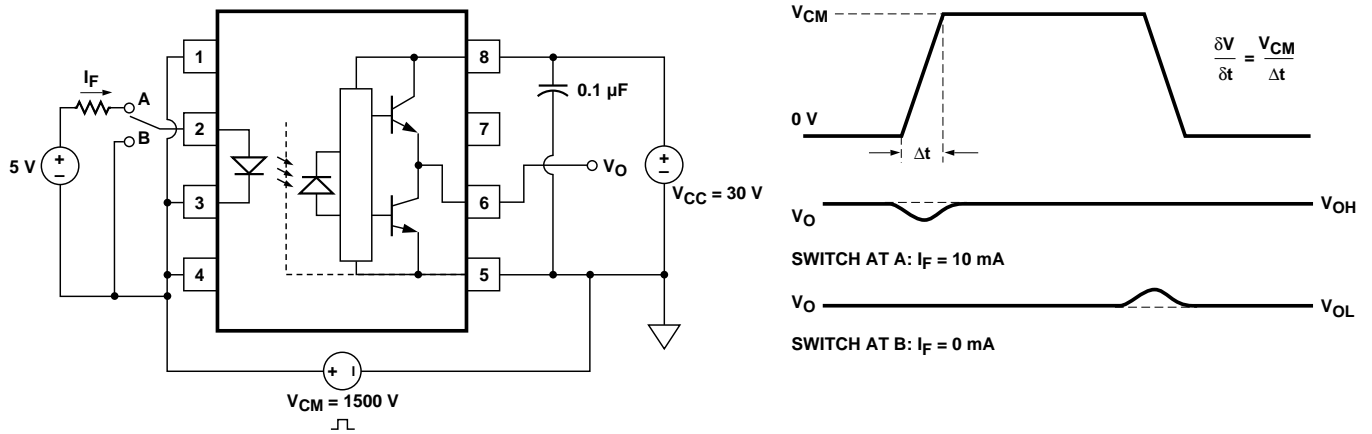 I_F
A
B
5 V
+
–
1
2
3
4
8
7
6
5
0.1 µF
V_O
+
–
V_CC = 30 V
+ –
V_CM = 1500 V
V_CM
0 V
Δt
δV/δt = V_CM/Δt
V_O
V_OH
SWITCH AT A: I_F = 10 mA
V_O
V_OL
SWITCH AT B: I_F = 0 mA